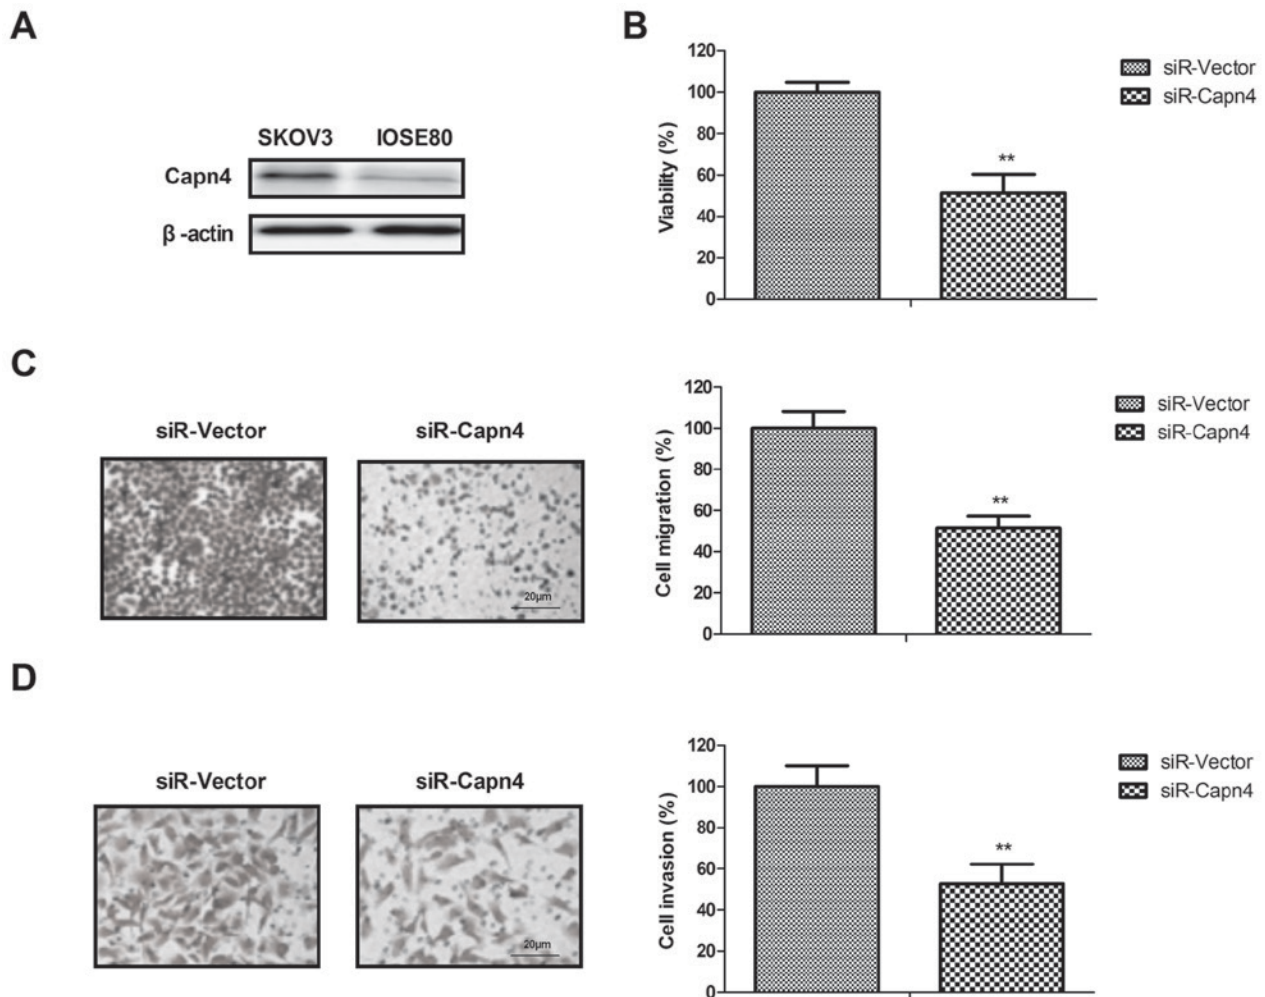 A
SKOV3 IOSE80
Capn4
β -actin
B
120
100
80
60
40
20
0
Viability (%)
**
siR-Vector
siR-Capn4
C
siR-Vector
siR-Capn4
20μm
120
100
80
60
40
20
0
Cell migration (%)
**
siR-Vector
siR-Capn4
D
siR-Vector
siR-Capn4
20μm
120
100
80
60
40
20
0
Cell invasion (%)
**
siR-Vector
siR-Capn4